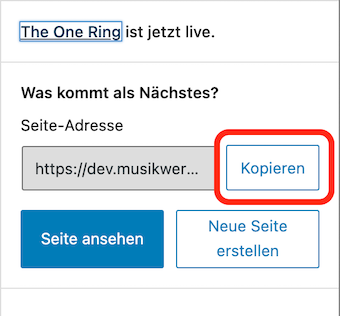 The One Ring ist jetzt live.
Was kommt als Nächstes?
Seite-Adresse
https://dev.musikwer...
Kopieren
Seite ansehen
Neue Seite
erstellen